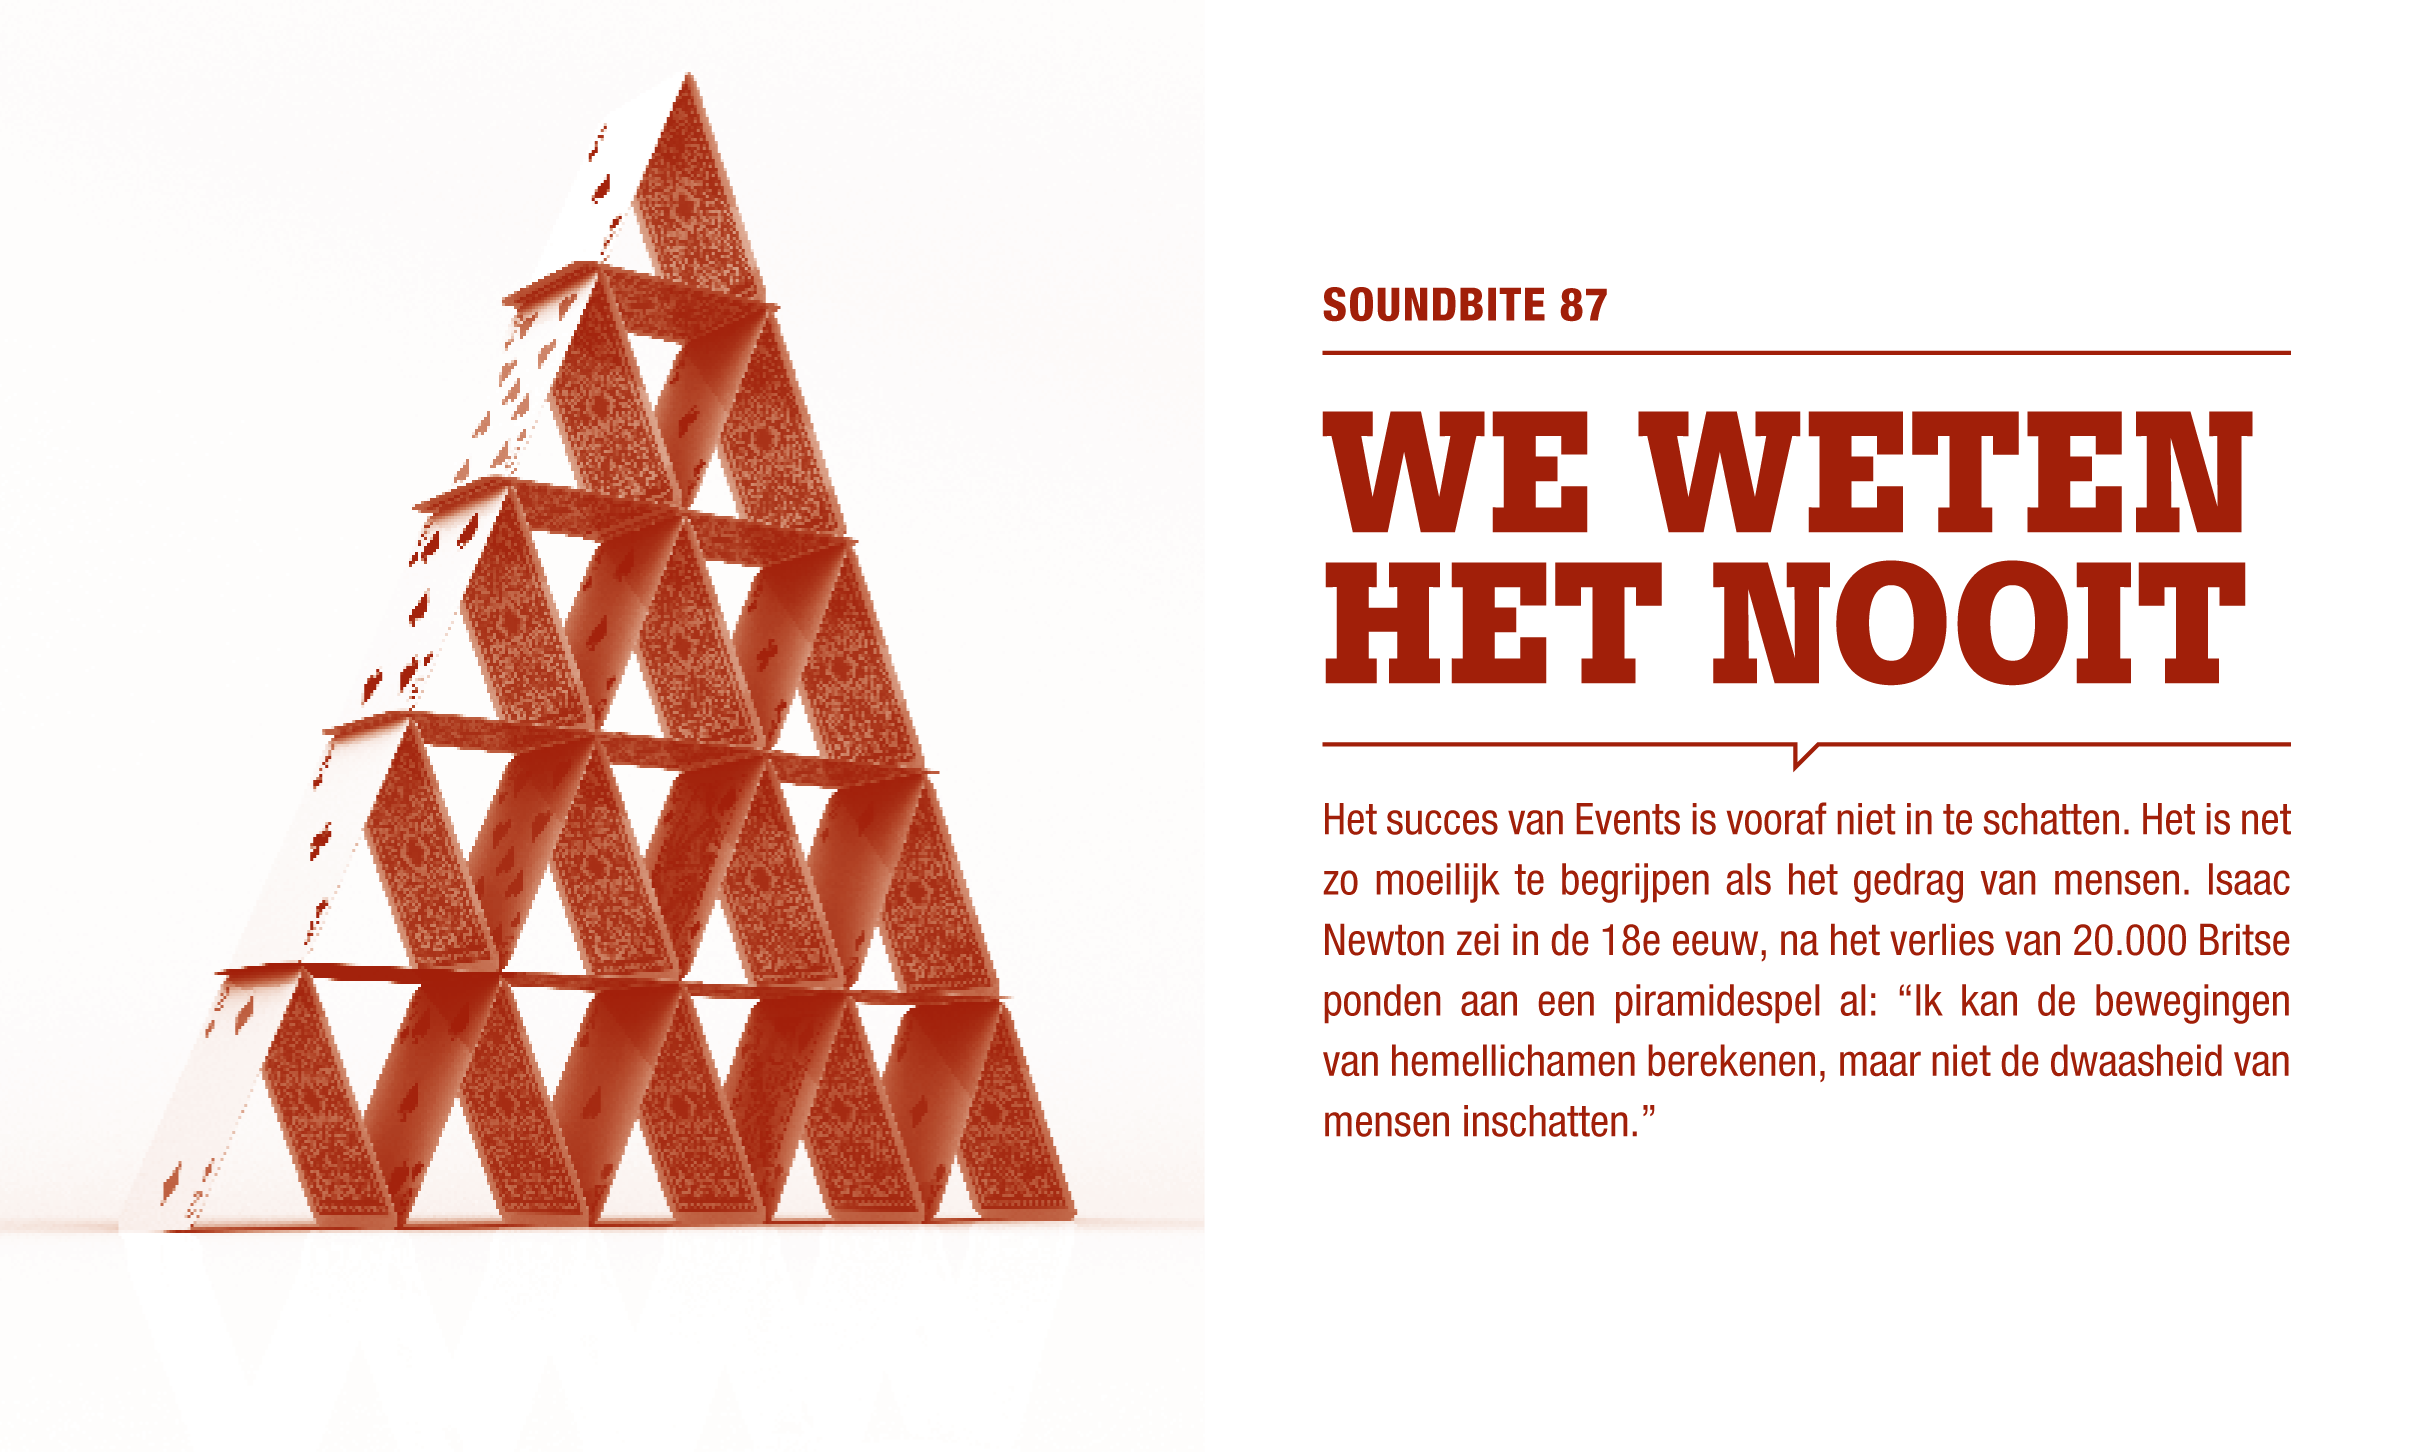 SOUNDBITE 87
WE WETEN
HET NOOIT
Het succes van Events is vooraf niet in te schatten. Het is net
zo moeilijk te begrijpen als het gedrag van mensen. Isaac
Newton zei in de 18e eeuw, na het verlies van 20.000 Britse
ponden aan een piramidespel al: “Ik kan de bewegingen
van hemellichamen berekenen, maar niet de dwaasheid van
mensen inschatten.”